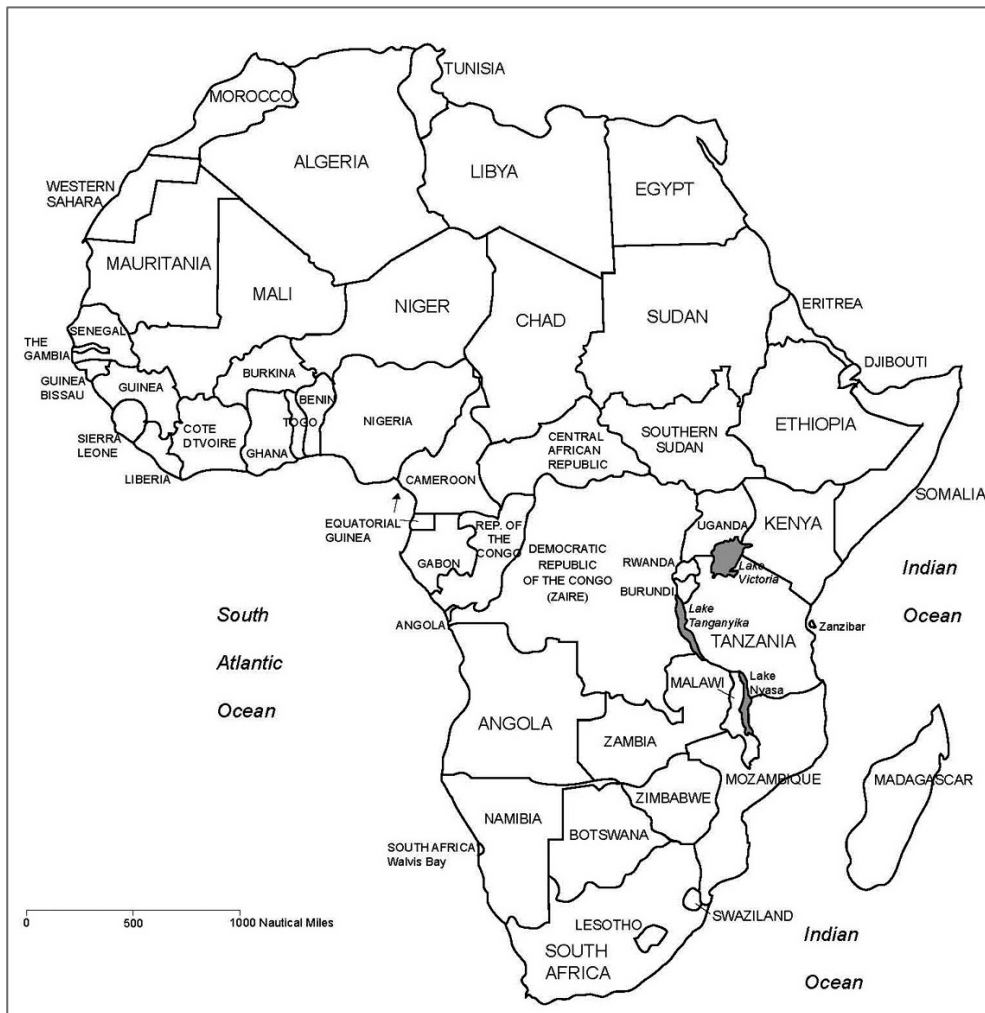 TUNISIA
MOROCCO
ALGERIA
LIBYA
EGYPT
WESTERN
SAHARA
MAURITANIA
MALI
NIGER
CHAD
SUDAN
ERITREA
SENEGAL
THE
GAMBIA
DJIBOUTI
GUINEA
BISSAU
GUINEA
BURKINA
BENIN
TOGO
NIGERIA
ETHIOPIA
COTE
D'TVOIRE
GHANA
SIERRA
LEONE
LIBERIA
CENTRAL
AFRICAN
REPUBLIC
SOUTHERN
SUDAN
CAMEROON
SOMALIA
EQUATORIAL
GUINEA
REP. OF
THE
CONGO
GABON
UGANDA
KENYA
DEMOCRATIC
REPUBLIC
OF THE CONGO
(ZAIRE)
RWANDA
BURUNDI
Lake
Victoria
Indian
Ocean
Lake
Tanganyika
TANZANIA
Zanzibar
South
Atlantic
Ocean
ANGOLA
MALAWI
Lake
Nyasa
ANGOLA
ZAMBIA
MOZAMBIQUE
MADAGASCAR
ZIMBABWE
NAMIBIA
BOTSWANA
SOUTH AFRICA
Walvis Bay
0 500 1000 Nautical Miles
SWAZILAND
LESOTHO
SOUTH
AFRICA
Indian
Ocean